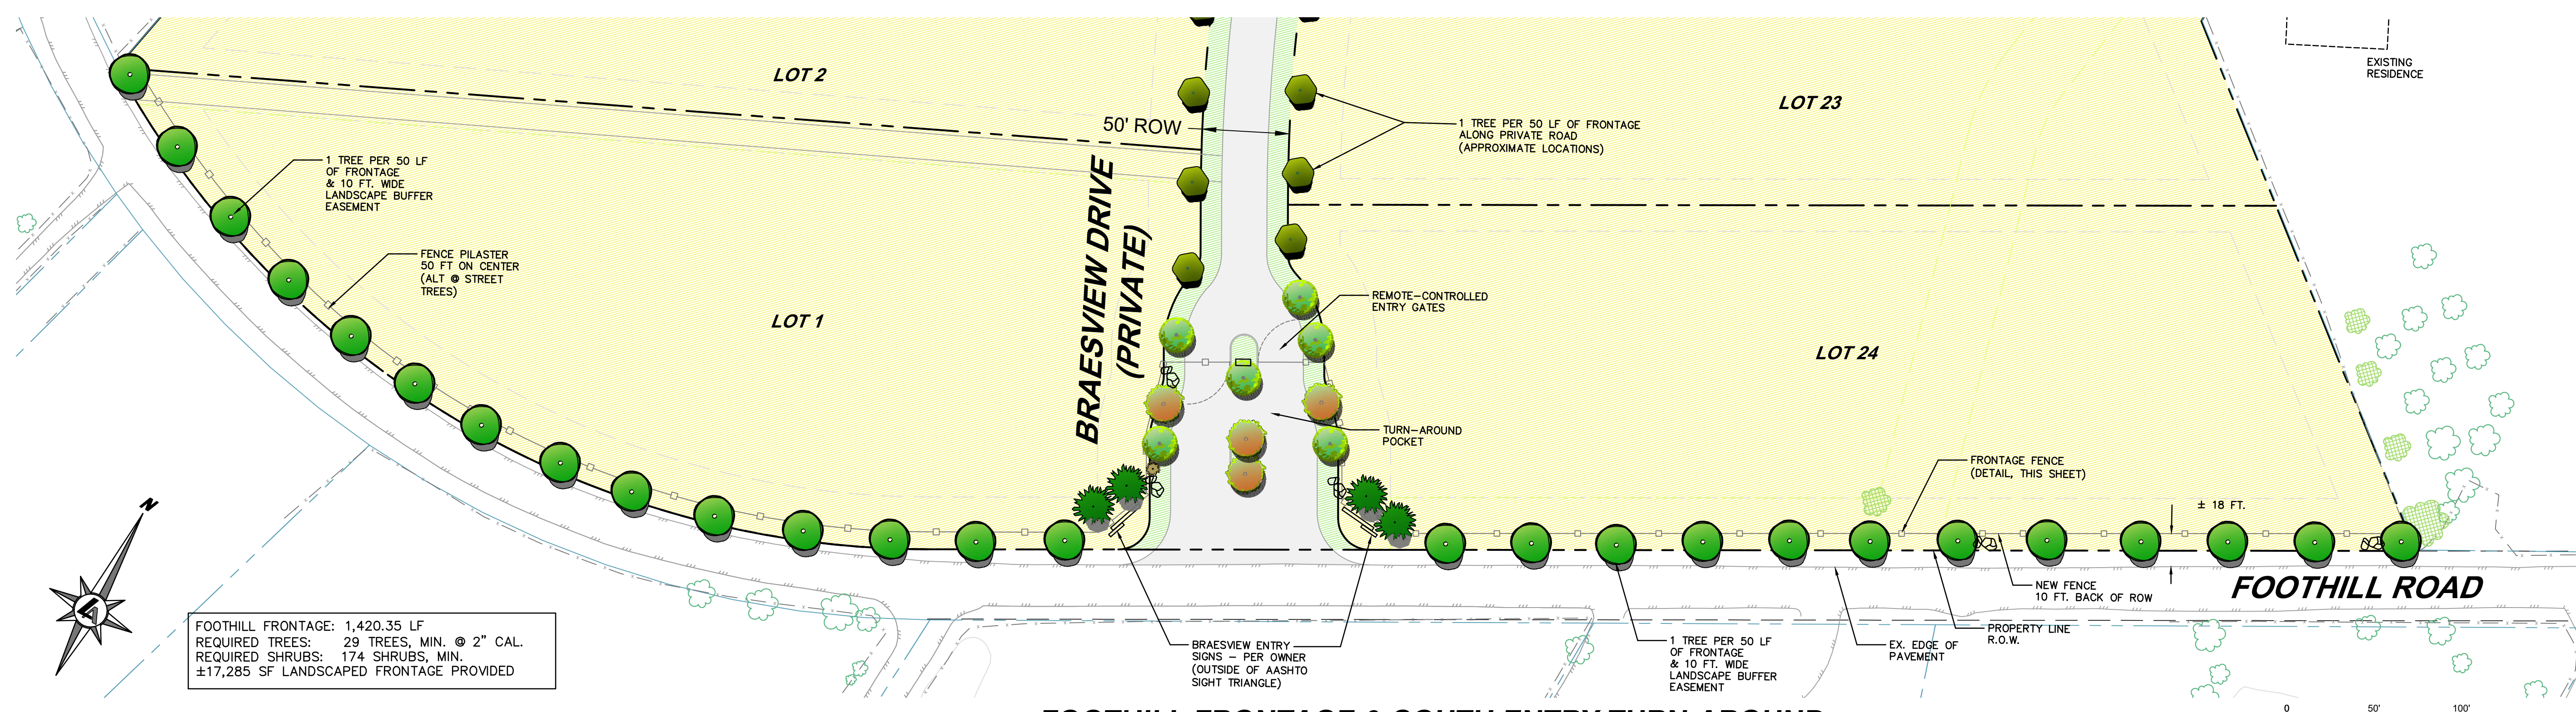 LOT 2
50' ROW
LOT 23
EXISTING
RESIDENCE
1 TREE PER 50 LF OF FRONTAGE
ALONG PRIVATE ROAD
(APPROXIMATE LOCATIONS)
1 TREE PER 50 LF
OF FRONTAGE
& 10 FT. WIDE
LANDSCAPE BUFFER
EASEMENT
FENCE PILASTER
50 FT ON CENTER
(ALT @ STREET
TREES)
BRAESVIEW DRIVE
(PRIVATE)
LOT 1
REMOTE-CONTROLLED
ENTRY GATES
LOT 24
TURN-AROUND
POCKET
FRONTAGE FENCE
(DETAIL, THIS SHEET)
± 18 FT.
N
FOOTHILL ROAD
NEW FENCE
10 FT. BACK OF ROW
PROPERTY LINE
R.O.W.
EX. EDGE OF
PAVEMENT
1 TREE PER 50 LF
OF FRONTAGE
& 10 FT. WIDE
LANDSCAPE BUFFER
EASEMENT
BRAESVIEW ENTRY
SIGNS - PER OWNER
(OUTSIDE OF AASHTO
SIGHT TRIANGLE)
FOOTHILL FRONTAGE: 1,420.35 LF
REQUIRED TREES: 29 TREES, MIN. @ 2" CAL.
REQUIRED SHRUBS: 174 SHRUBS, MIN.
±17,285 SF LANDSCAPED FRONTAGE PROVIDED
FOOTHILL FRONTAGE & SOUTH ENTRY TURN-AROUND
0 50' 100'